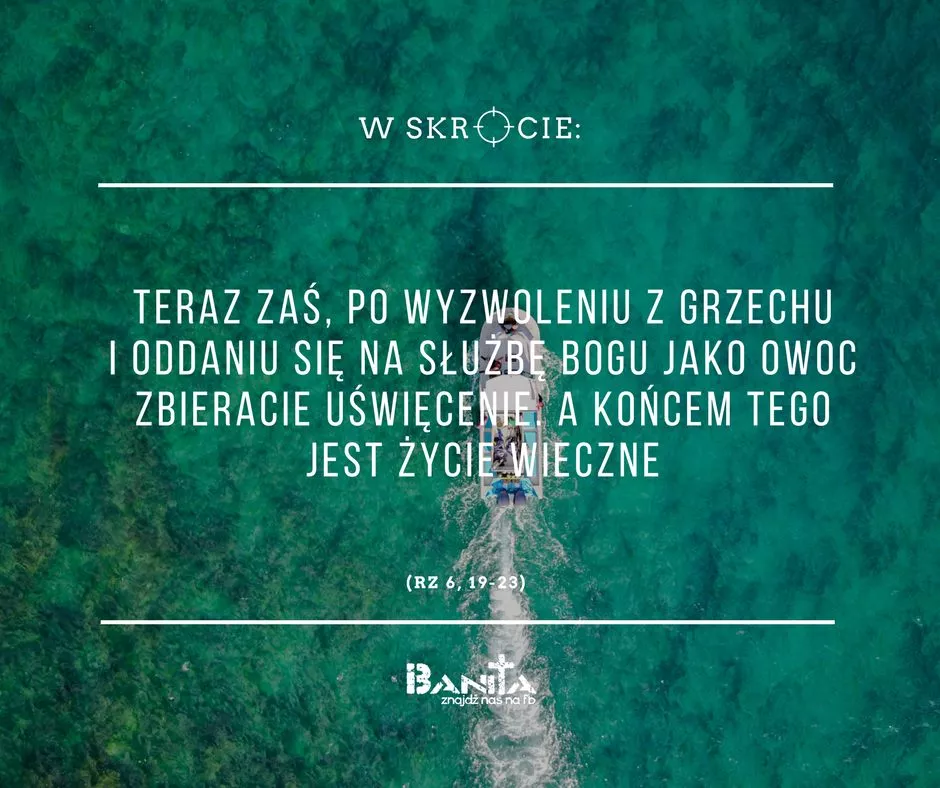 W SKROCIE:
TERAZ ZAŚ, PO WYZWOLENIU Z GRZECHU
I ODDANIU SIĘ NA SŁUŻBĘ BOGU JAKO OWOC
ZBIERACIE UŚWIĘCENIE. A KOŃCEM TEGO
JEST ŻYCIE WIECZNE
(RZ 6, 19-23)
BANITA
znajdź nas na fb